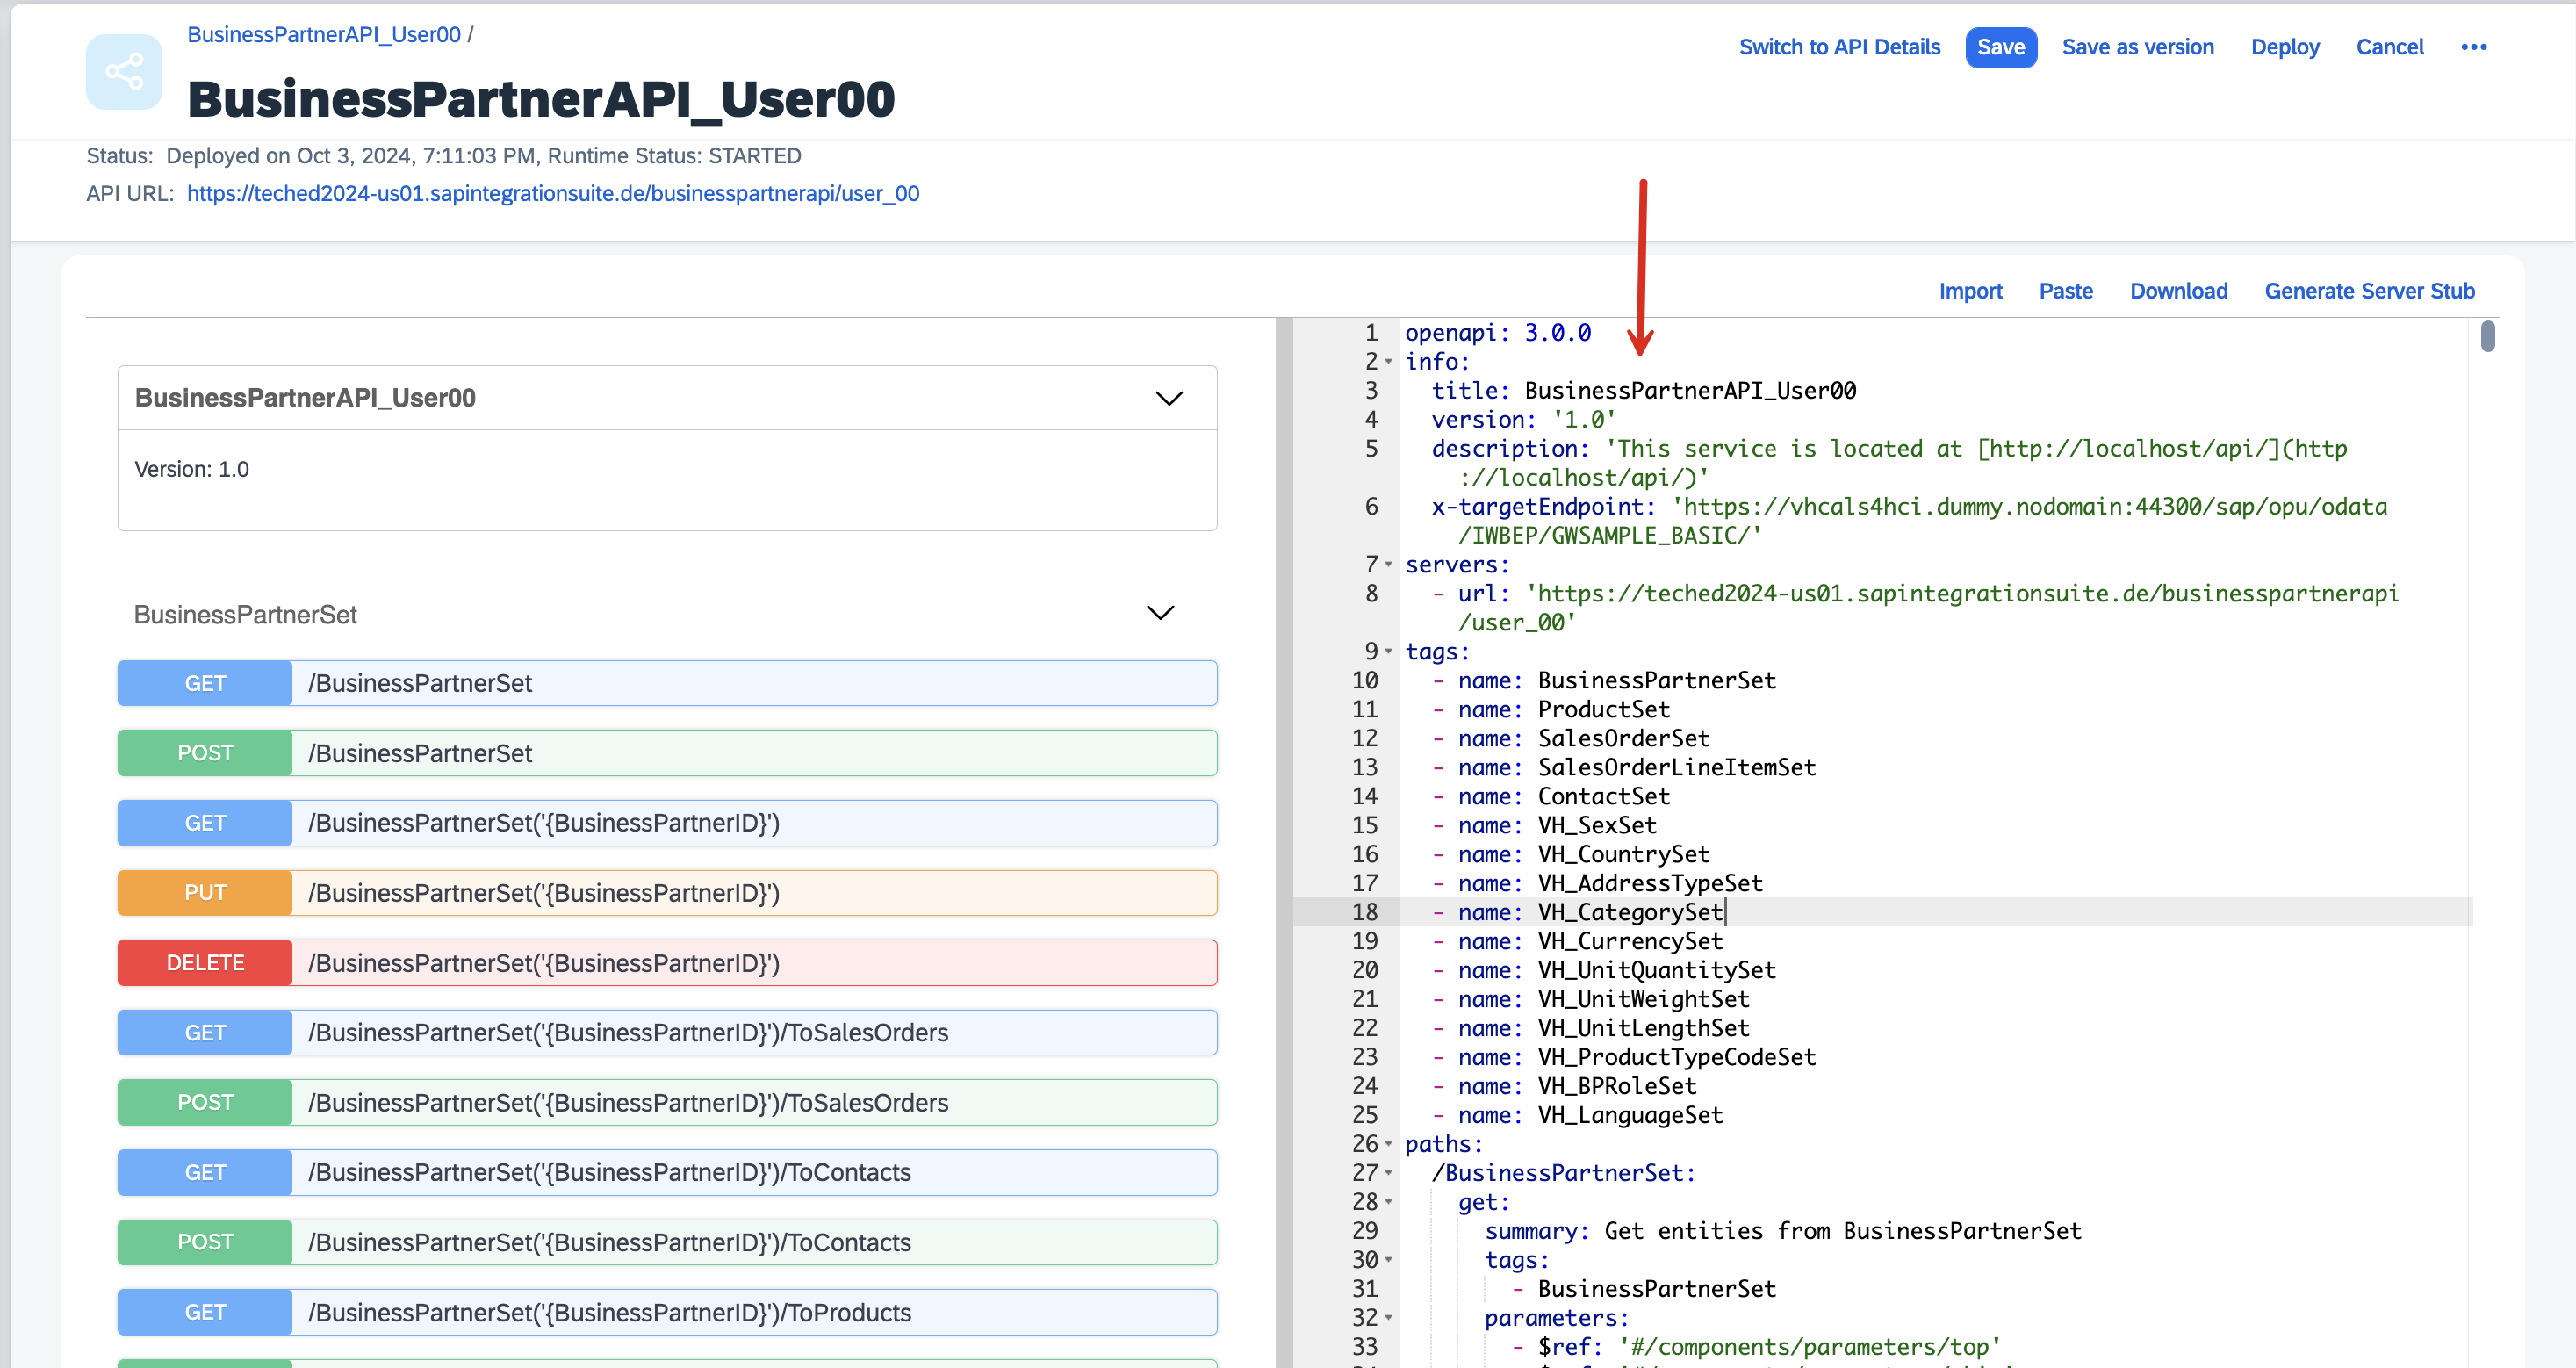 BusinessPartnerAPI_User00 /
BusinessPartnerAPI_User00
Switch to API Details Save Save as version Deploy Cancel •••
Status: Deployed on Oct 3, 2024, 7:11:03 PM, Runtime Status: STARTED
API URL: https://teched2024-us01.sapintegrationsuite.de/businesspartnerapi/user_00
Import Paste Download Generate Server Stub
BusinessPartnerAPI_User00
Version: 1.0
BusinessPartnerSet
GET /BusinessPartnerSet
POST /BusinessPartnerSet
GET /BusinessPartnerSet('{BusinessPartnerID}')
PUT /BusinessPartnerSet('{BusinessPartnerID}')
DELETE /BusinessPartnerSet('{BusinessPartnerID}')
GET /BusinessPartnerSet('{BusinessPartnerID}')/ToSalesOrders
POST /BusinessPartnerSet('{BusinessPartnerID}')/ToSalesOrders
GET /BusinessPartnerSet('{BusinessPartnerID}')/ToContacts
POST /BusinessPartnerSet('{BusinessPartnerID}')/ToContacts
GET /BusinessPartnerSet('{BusinessPartnerID}')/ToProducts
1 openapi: 3.0.0
2 info:
3 title: BusinessPartnerAPI_User00
4 version: '1.0'
5 description: 'This service is located at [http://localhost/api/](http
://localhost/api/)'
6 x-targetEndpoint: 'https://vhcals4hci.dummy.nodomain:44300/sap/opu/odata
/IWBEP/GWSAMPLE_BASIC/'
7 servers:
8 - url: 'https://teched2024-us01.sapintegrationsuite.de/businesspartnerapi
/user_00'
9 tags:
10 - name: BusinessPartnerSet
11 - name: ProductSet
12 - name: SalesOrderSet
13 - name: SalesOrderLineItemSet
14 - name: ContactSet
15 - name: VH_SexSet
16 - name: VH_CountrySet
17 - name: VH_AddressTypeSet
18 - name: VH_CategorySet
19 - name: VH_CurrencySet
20 - name: VH_UnitQuantitySet
21 - name: VH_UnitWeightSet
22 - name: VH_UnitLengthSet
23 - name: VH_ProductTypeCodeSet
24 - name: VH_BPRoleSet
25 - name: VH_LanguageSet
26 paths:
27 /BusinessPartnerSet:
28 get:
29 summary: Get entities from BusinessPartnerSet
30 tags:
31 - BusinessPartnerSet
32 parameters:
33 - $ref: '#/components/parameters/top'